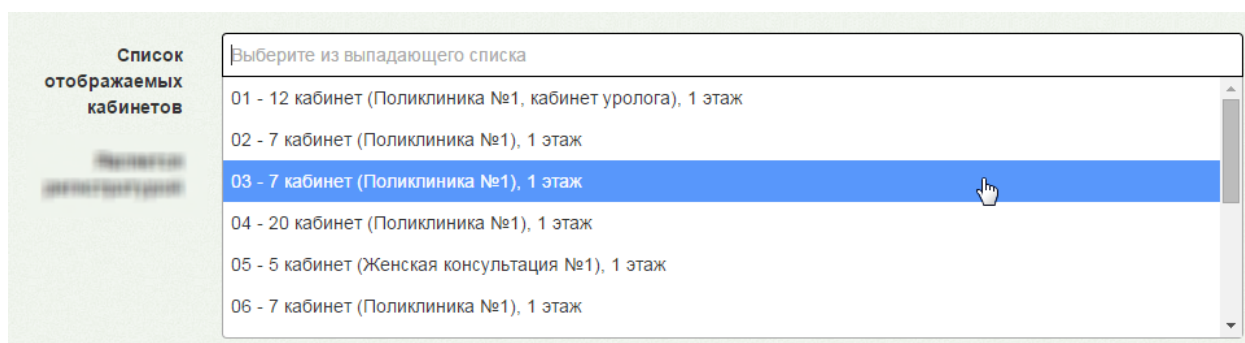 Список
отображаемых
кабинетов
Выберите из выпадающего списка
01 - 12 кабинет (Поликлиника №1, кабинет уролога), 1 этаж
02 - 7 кабинет (Поликлиника №1), 1 этаж
03 - 7 кабинет (Поликлиника №1), 1 этаж
04 - 20 кабинет (Поликлиника №1), 1 этаж
05 - 5 кабинет (Женская консультация №1), 1 этаж
06 - 7 кабинет (Поликлиника №1), 1 этаж